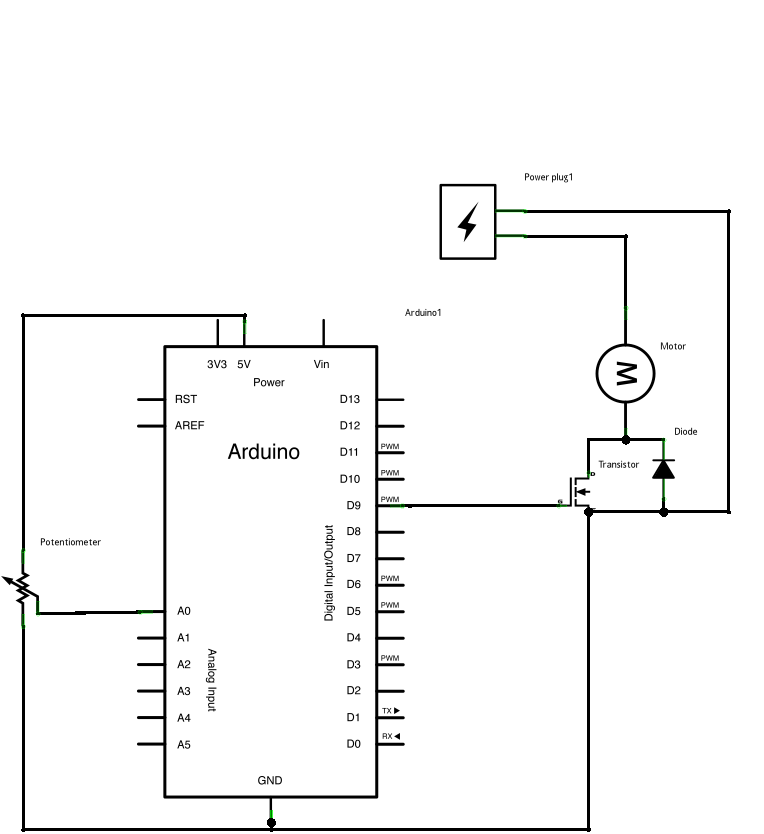 Power plug1
Arduino1
3V3 5V Vin
Power
Motor
RST D13
AREF D12
Arduino
D11 PWM
Diode
D10 PWM
Transistor
D
D9 PWM
G
D8
Potentiometer
D7
D6 PWM
A0 D5 PWM
Digital Input/Output
A1 D4
A2 D3 PWM
A3 D2
Analog Input
A4 D1 TX
A5 D0 RX
GND
M